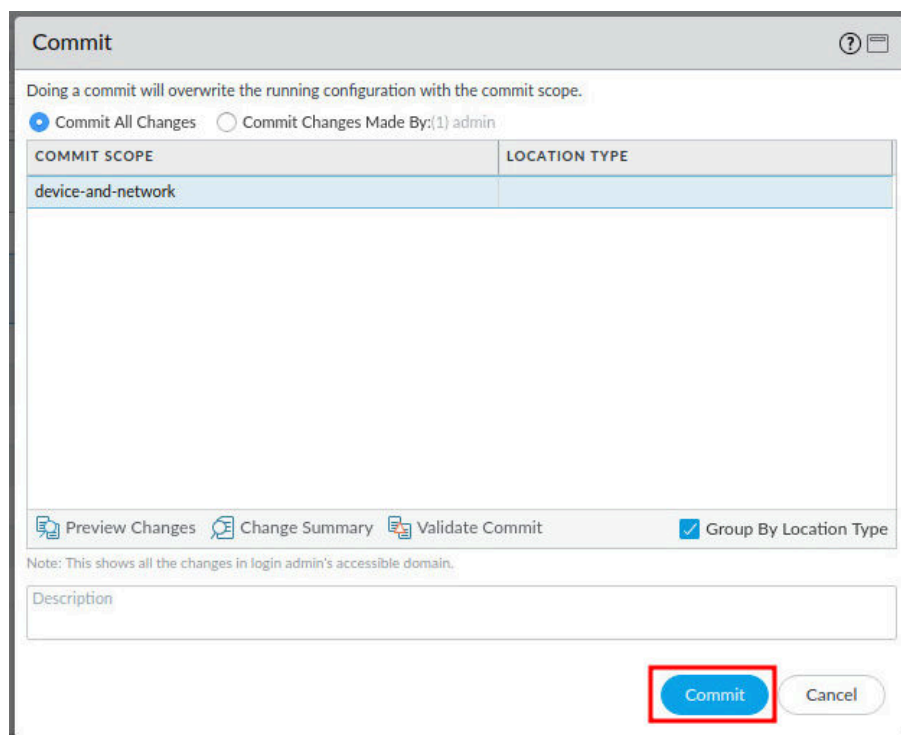 Commit
Doing a commit will overwrite the running configuration with the commit scope.
Commit All Changes Commit Changes Made By:(1) admin
COMMIT SCOPE LOCATION TYPE
device-and-network
Preview Changes Change Summary Validate Commit Group By Location Type
Note: This shows all the changes in login admin's accessible domain.
Description
Commit Cancel